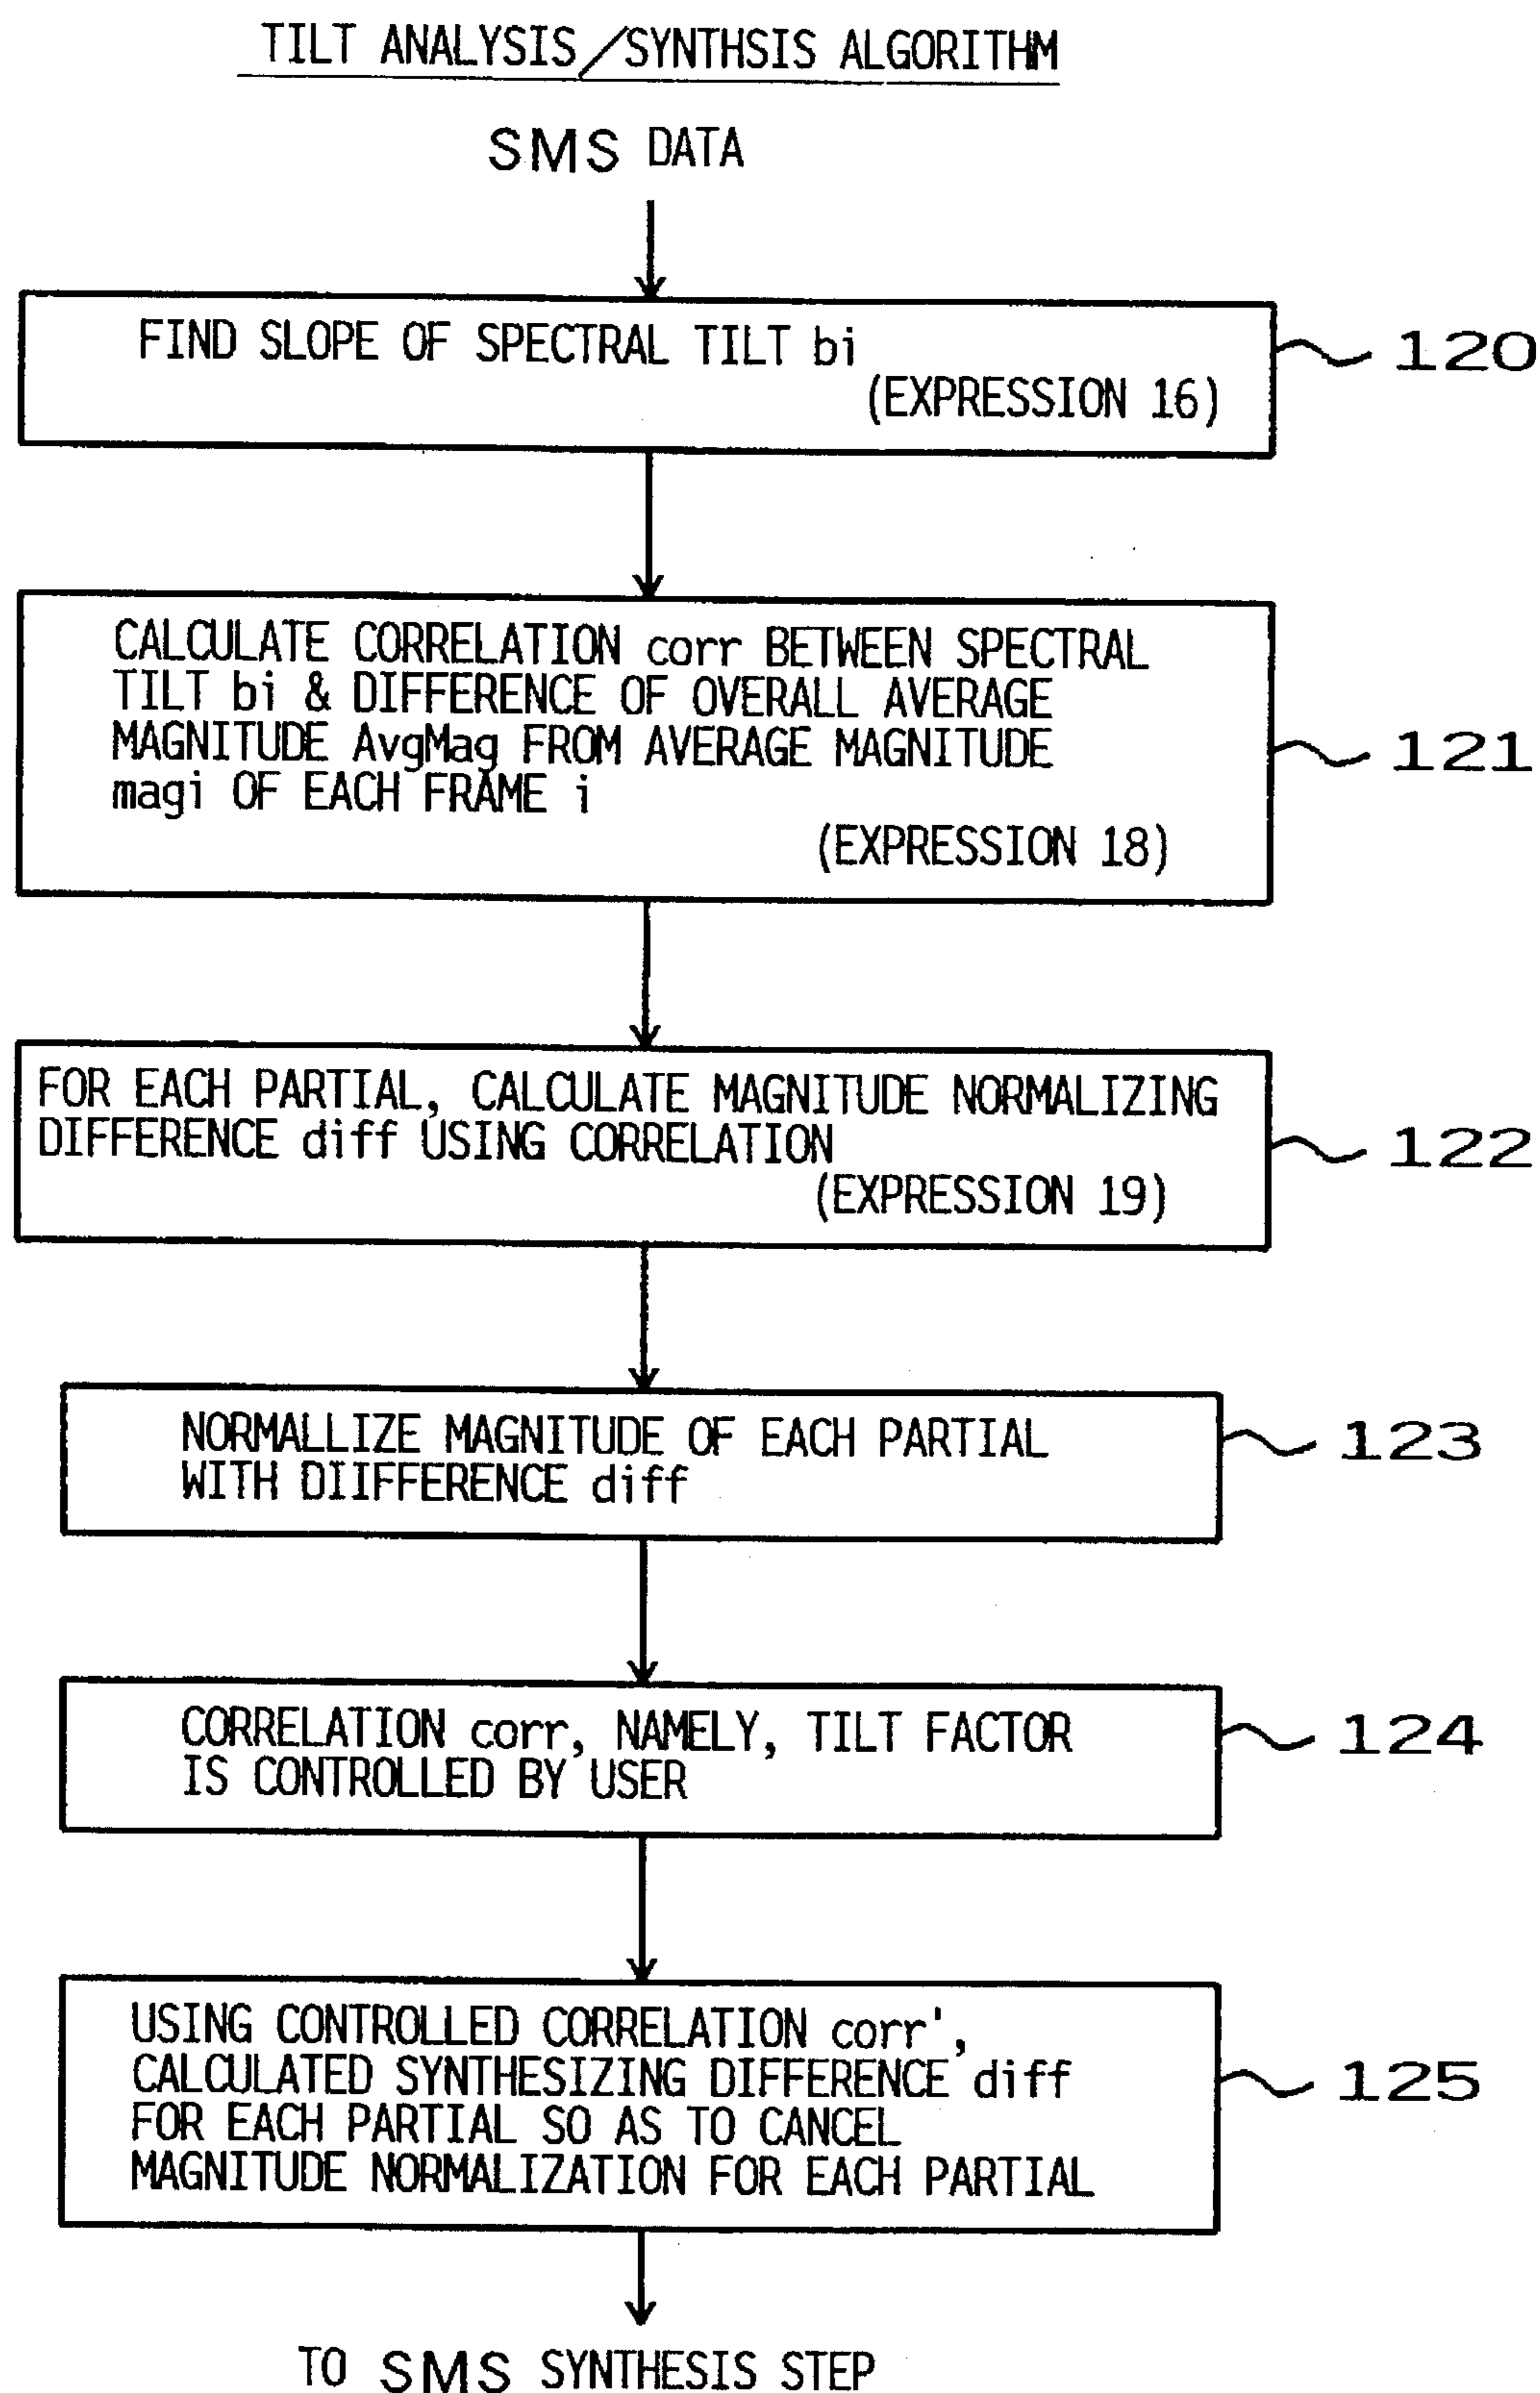 TILT ANALYSIS/SYNTHSIS ALGORITHM
SMS DATA
FIND SLOPE OF SPECTRAL TILT bi
(EXPRESSION 16)
120
CALCULATE CORRELATION corr BETWEEN SPECTRAL
TILT bi & DIFFERENCE OF OVERALL AVERAGE
MAGNITUDE AvgMag FROM AVERAGE MAGNITUDE
magi OF EACH FRAME i
(EXPRESSION 18)
121
FOR EACH PARTIAL, CALCULATE MAGNITUDE NORMALIZING
DIFFERENCE diff USING CORRELATION
(EXPRESSION 19)
122
NORMALLIZE MAGNITUDE OF EACH PARTIAL
WITH DIIFFERENCE diff
123
CORRELATION corr, NAMELY, TILT FACTOR
IS CONTROLLED BY USER
124
USING CONTROLLED CORRELATION corr',
CALCULATED SYNTHESIZING DIFFERENCE diff
FOR EACH PARTIAL SO AS TO CANCEL
MAGNITUDE NORMALIZATION FOR EACH PARTIAL
125
TO SMS SYNTHESIS STEP